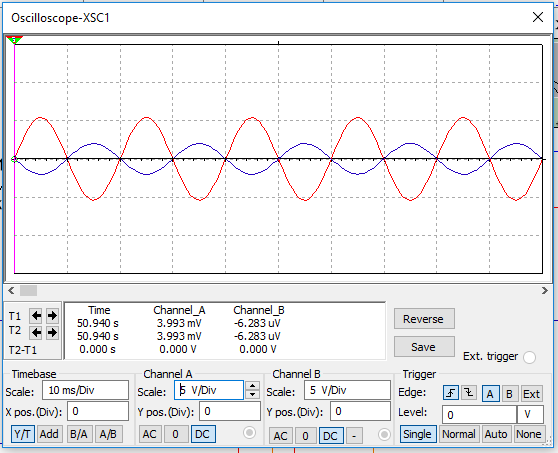 Oscilloscope-XSC1
T1
T2
T2-T1
Time Channel_A Channel_B
50.940 s 3.993 mV -6.283 uV
50.940 s 3.993 mV -6.283 uV
0.000 s 0.000 V 0.000 V
Reverse
Save
Ext. trigger
Timebase
Scale: 10 ms/Div
X pos.(Div): 0
Y/T Add B/A A/B
Channel A
Scale: 5 V/Div
Y pos.(Div): 0
AC 0 DC
Channel B
Scale: 5 V/Div
Y pos.(Div): 0
AC 0 DC -
Trigger
Edge: A B Ext
Level: 0 V
Single Normal Auto None